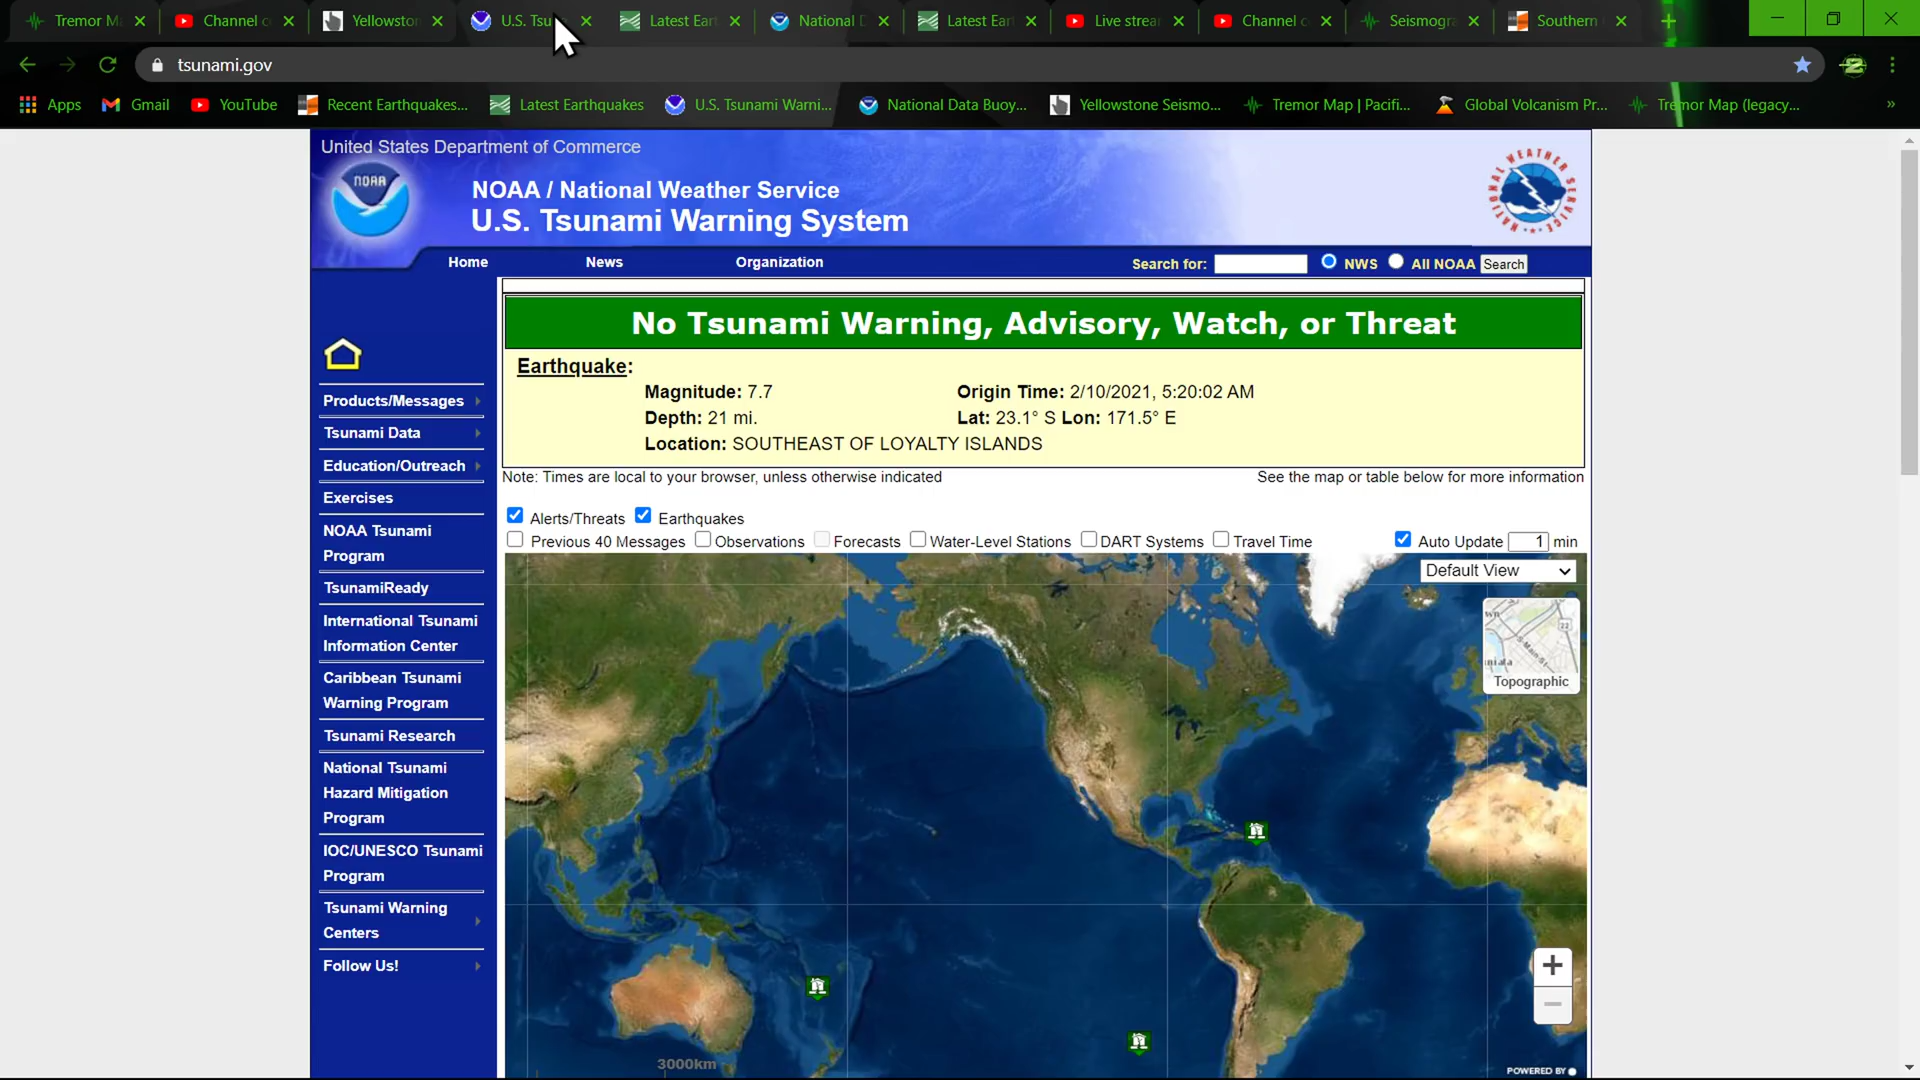 Tremor M
Channel c
Yellowston
U.S. Tsu
Latest Eart
National D
Latest Eart
Live strea
Channel c
Seismogra
Southern
tsunami.gov
Apps
Gmail
YouTube
Recent Earthquakes...
Latest Earthquakes
U.S. Tsunami Warni...
National Data Buoy...
Yellowstone Seismo...
Tremor Map | Pacifi...
Global Volcanism Pr...
Tremor Map (legacy...
»
United States Department of Commerce
NOAA
NOAA / National Weather Service
U.S. Tsunami Warning System
NATIONAL WEATHER SERVICE
Home
News
Organization
Search for:
NWS
All NOAA
Search
No Tsunami Warning, Advisory, Watch, or Threat
Earthquake:
Magnitude: 7.7
Origin Time: 2/10/2021, 5:20:02 AM
Depth: 21 mi.
Lat: 23.1° S Lon: 171.5° E
Location: SOUTHEAST OF LOYALTY ISLANDS
Note: Times are local to your browser, unless otherwise indicated
See the map or table below for more information
Alerts/Threats
Earthquakes
Previous 40 Messages
Observations
Forecasts
Water-Level Stations
DART Systems
Travel Time
Auto Update 1 min
Default View
Topographic
Products/Messages
Tsunami Data
Education/Outreach
Exercises
NOAA Tsunami
Program
TsunamiReady
International Tsunami
Information Center
Caribbean Tsunami
Warning Program
Tsunami Research
National Tsunami
Hazard Mitigation
Program
IOC/UNESCO Tsunami
Program
Tsunami Warning
Centers
Follow Us!
+
−
3000km
POWERED BY